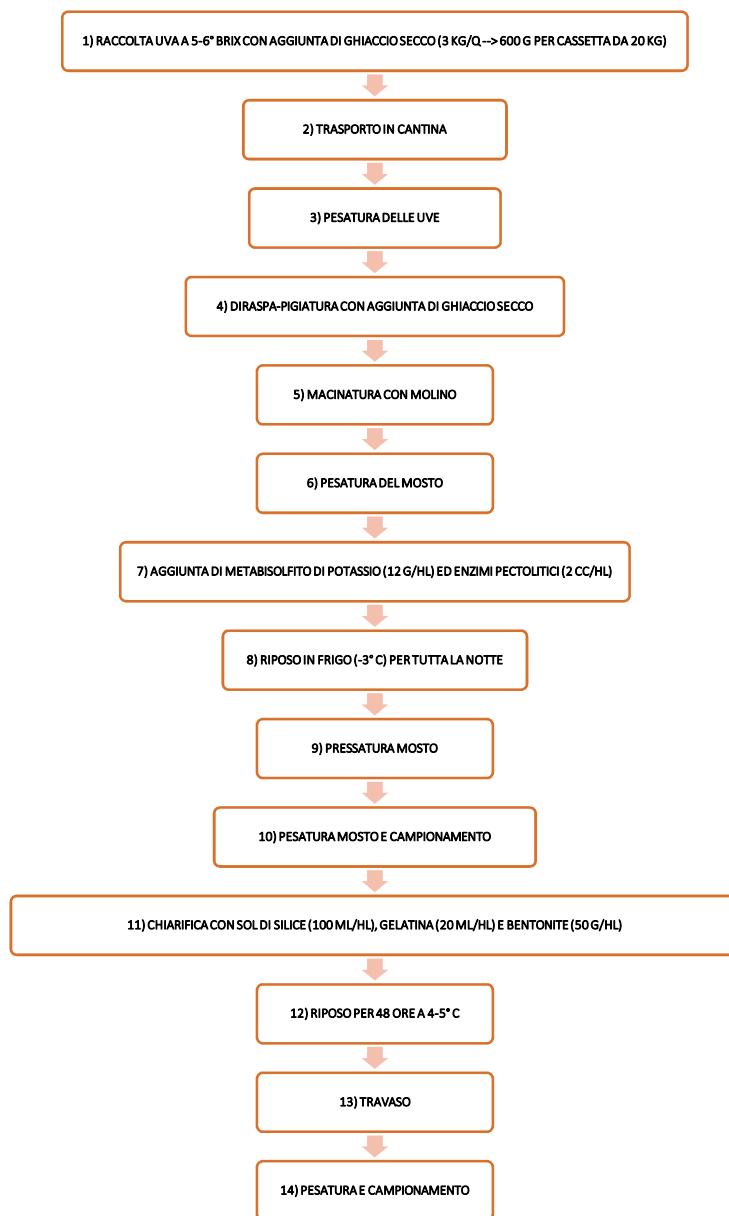 1) RACCOLTA UVA A 5-6° BRIX CON AGGIUNTA DI GHIACCIO SECCO (3 KG/Q --> 600 G PER CASSETTA DA 20 KG)
2) TRASPORTO IN CANTINA
3) PESATURA DELLE UVE
4) DIRASPA-PIGIATURA CON AGGIUNTA DI GHIACCIO SECCO
5) MACINATURA CON MOLINO
6) PESATURA DEL MOSTO
7) AGGIUNTA DI METABISOLFITO DI POTASSIO (12 G/HL) ED ENZIMI PECTOLITICI (2 CC/HL)
8) RIPOSO IN FRIGO (-3° C) PER TUTTA LA NOTTE
9) PRESSATURA MOSTO
10) PESATURA MOSTO E CAMPIONAMENTO
11) CHIARIFICA CON SOL DI SILICE (100 ML/HL), GELATINA (20 ML/HL) E BENTONITE (50 G/HL)
12) RIPOSO PER 48 ORE A 4-5° C
13) TRAVASO
14) PESATURA E CAMPIONAMENTO